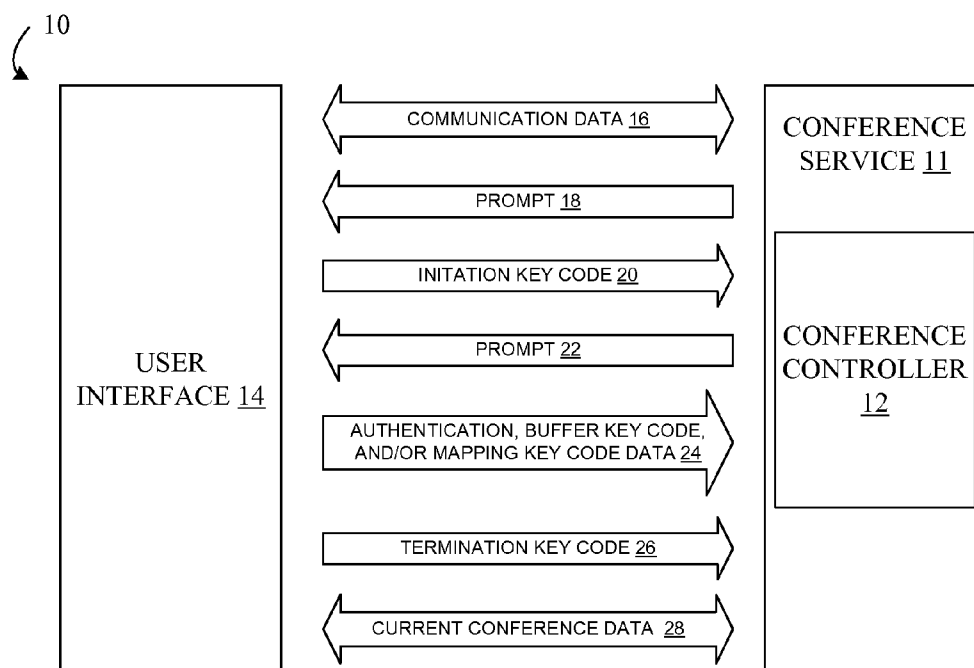 10
COMMUNICATION DATA 16
CONFERENCE
SERVICE 11
PROMPT 18
INITATION KEY CODE 20
PROMPT 22
USER
INTERFACE 14
CONFERENCE
CONTROLLER
12
AUTHENTICATION, BUFFER KEY CODE,
AND/OR MAPPING KEY CODE DATA 24
TERMINATION KEY CODE 26
CURRENT CONFERENCE DATA 28